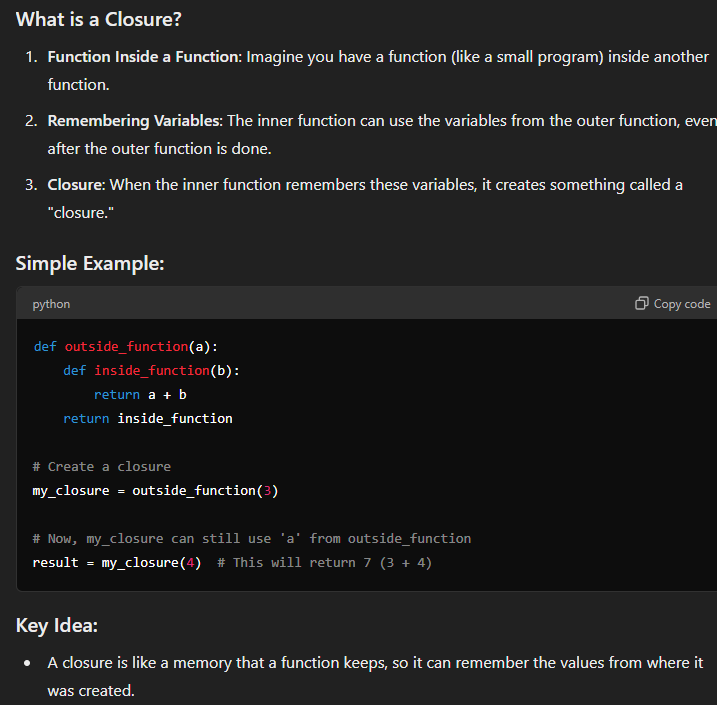 What is a Closure?
1. Function Inside a Function: Imagine you have a function (like a small program) inside another
function.
2. Remembering Variables: The inner function can use the variables from the outer function, even
after the outer function is done.
3. Closure: When the inner function remembers these variables, it creates something called a
"closure."
Simple Example:
python
Copy code
def outside_function(a):
    def inside_function(b):
        return a + b
    return inside_function
# Create a closure
my_closure = outside_function(3)
# Now, my_closure can still use 'a' from outside_function
result = my_closure(4)  # This will return 7 (3 + 4)
Key Idea:
• A closure is like a memory that a function keeps, so it can remember the values from where it
was created.